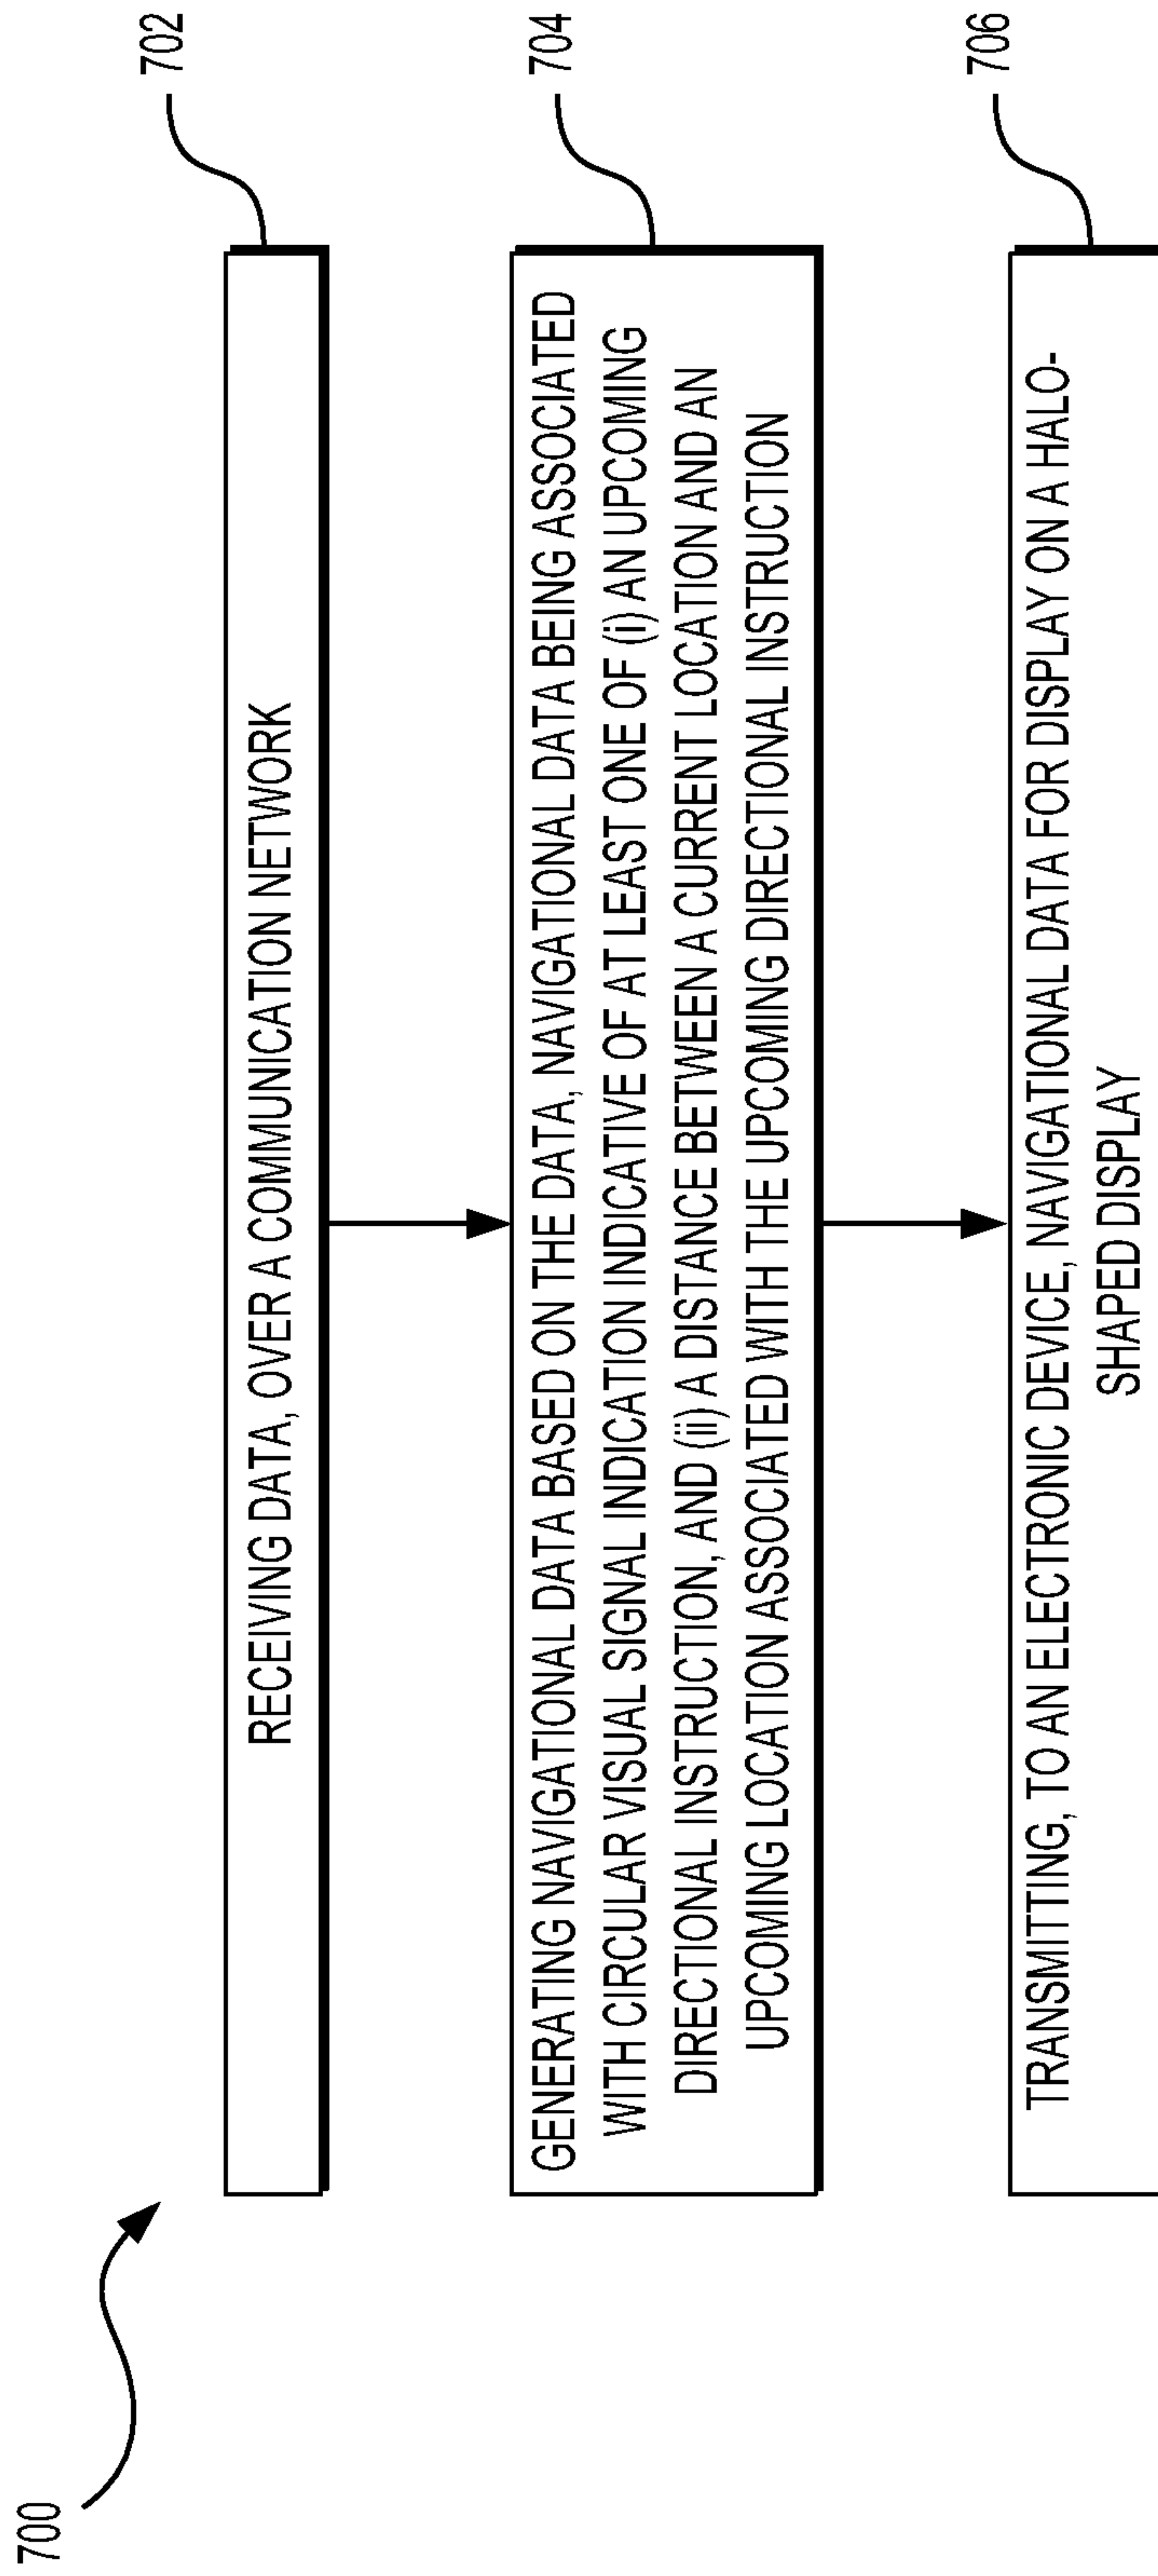 700
702
RECEIVING DATA, OVER A COMMUNICATION NETWORK
704
GENERATING NAVIGATIONAL DATA BASED ON THE DATA, NAVIGATIONAL DATA BEING ASSOCIATED
WITH CIRCULAR VISUAL SIGNAL INDICATION INDICATIVE OF AT LEAST ONE OF (i) AN UPCOMING
DIRECTIONAL INSTRUCTION, AND (ii) A DISTANCE BETWEEN A CURRENT LOCATION AND AN
UPCOMING LOCATION ASSOCIATED WITH THE UPCOMING DIRECTIONAL INSTRUCTION
706
TRANSMITTING, TO AN ELECTRONIC DEVICE, NAVIGATIONAL DATA FOR DISPLAY ON A HALO-
SHAPED DISPLAY